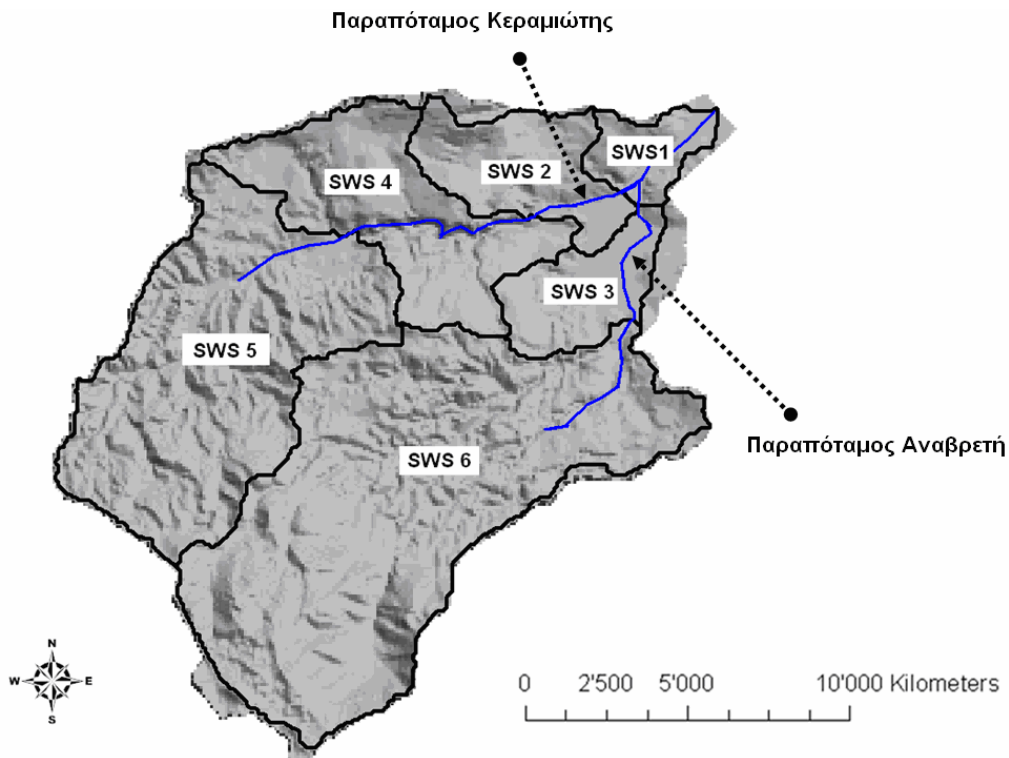 Παραπόταμος Κεραμιώτης
SWS1
SWS 2
SWS 4
SWS 3
SWS 5
Παραπόταμος Αναβρετή
SWS 6
N
W E
S
0 2'500 5'000 10'000 Kilometers